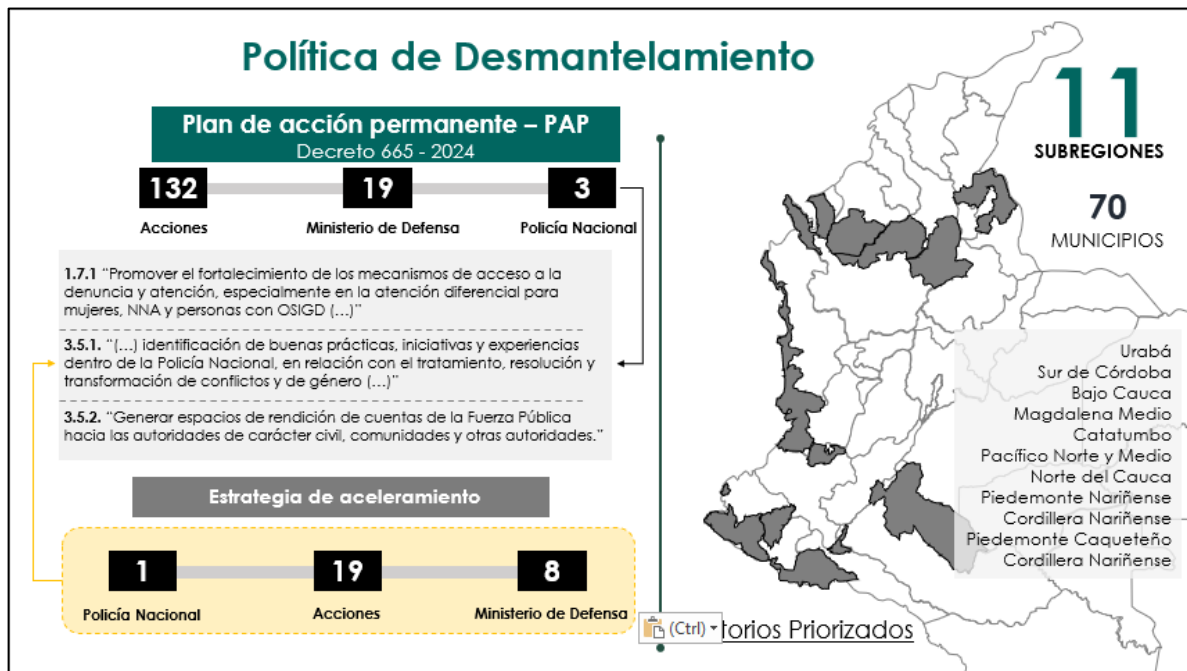 Política de Desmantelamiento
Plan de acción permanente – PAP
Decreto 665 - 2024
132
19
3
Acciones
Ministerio de Defensa
Policía Nacional
1.7.1 “Promover el fortalecimiento de los mecanismos de acceso a la
denuncia y atención, especialmente en la atención diferencial para
mujeres, NNA y personas con OSIGD (...)”
3.5.1. “(...) identificación de buenas prácticas, iniciativas y experiencias
dentro de la Policía Nacional, en relación con el tratamiento, resolución y
transformación de conflictos y de género (...)”
3.5.2. “Generar espacios de rendición de cuentas de la Fuerza Pública
hacia las autoridades de carácter civil, comunidades y otras autoridades.”
Estrategia de aceleramiento
1
19
8
Policía Nacional
Acciones
Ministerio de Defensa
11
SUBREGIONES
70
MUNICIPIOS
Urabá
Sur de Córdoba
Bajo Cauca
Magdalena Medio
Catatumbo
Pacífico Norte y Medio
Norte del Cauca
Piedemonte Nariñense
Cordillera Nariñense
Piedemonte Caqueteño
Cordillera Nariñense
(Ctrl)
torios Priorizados